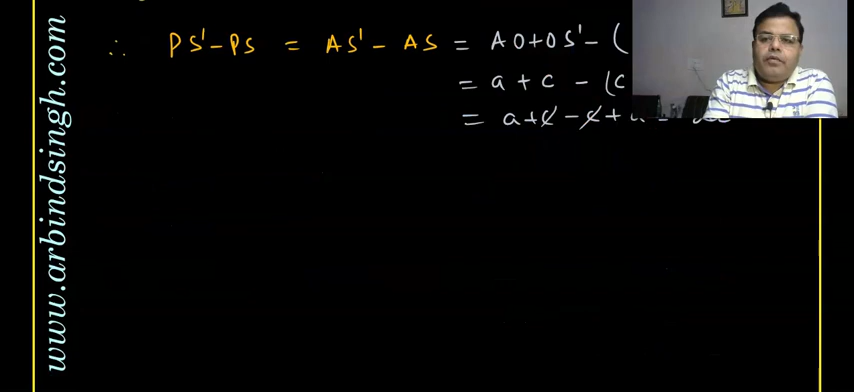 ∴ PS' - PS = AS' - AS = AO + OS' - (
= a + c - (c
= a + c - c +
www.arbindsingh.com